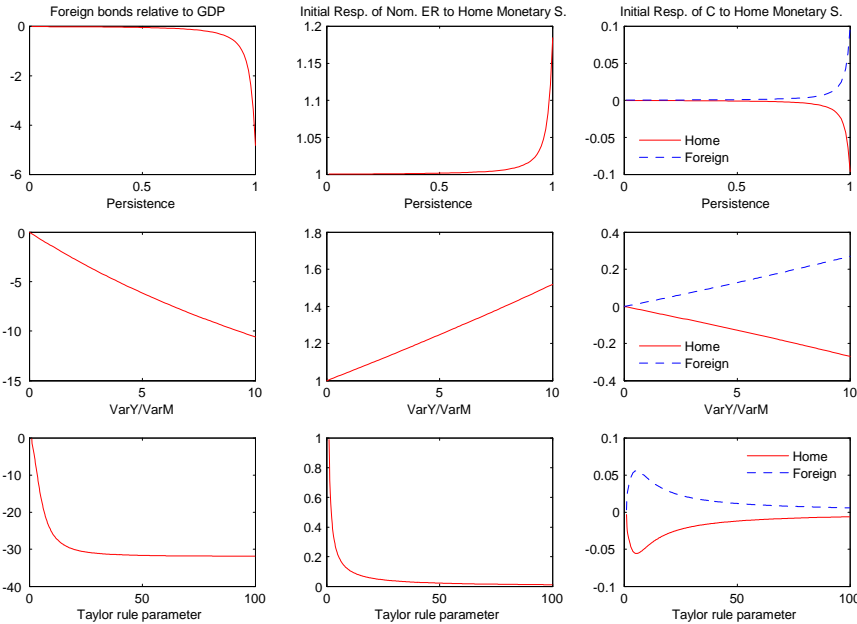 Foreign bonds relative to GDP
0
-2
-4
-6
0 0.5 1
Persistence
Initial Resp. of Nom. ER to Home Monetary S.
1.2
1.15
1.1
1.05
1
0 0.5 1
Persistence
Initial Resp. of C to Home Monetary S.
0.1
0.05
0
-0.05
-0.1
Home
Foreign
0 0.5 1
Persistence
0
-5
-10
-15
0 5 10
VarY/VarM
1.8
1.6
1.4
1.2
1
0 5 10
VarY/VarM
0.4
0.2
0
-0.2
-0.4
Home
Foreign
0 5 10
VarY/VarM
0
-10
-20
-30
-40
0 50 100
Taylor rule parameter
1
0.8
0.6
0.4
0.2
0
0 50 100
Taylor rule parameter
0.1
0.05
0
-0.05
-0.1
Home
Foreign
0 50 100
Taylor rule parameter